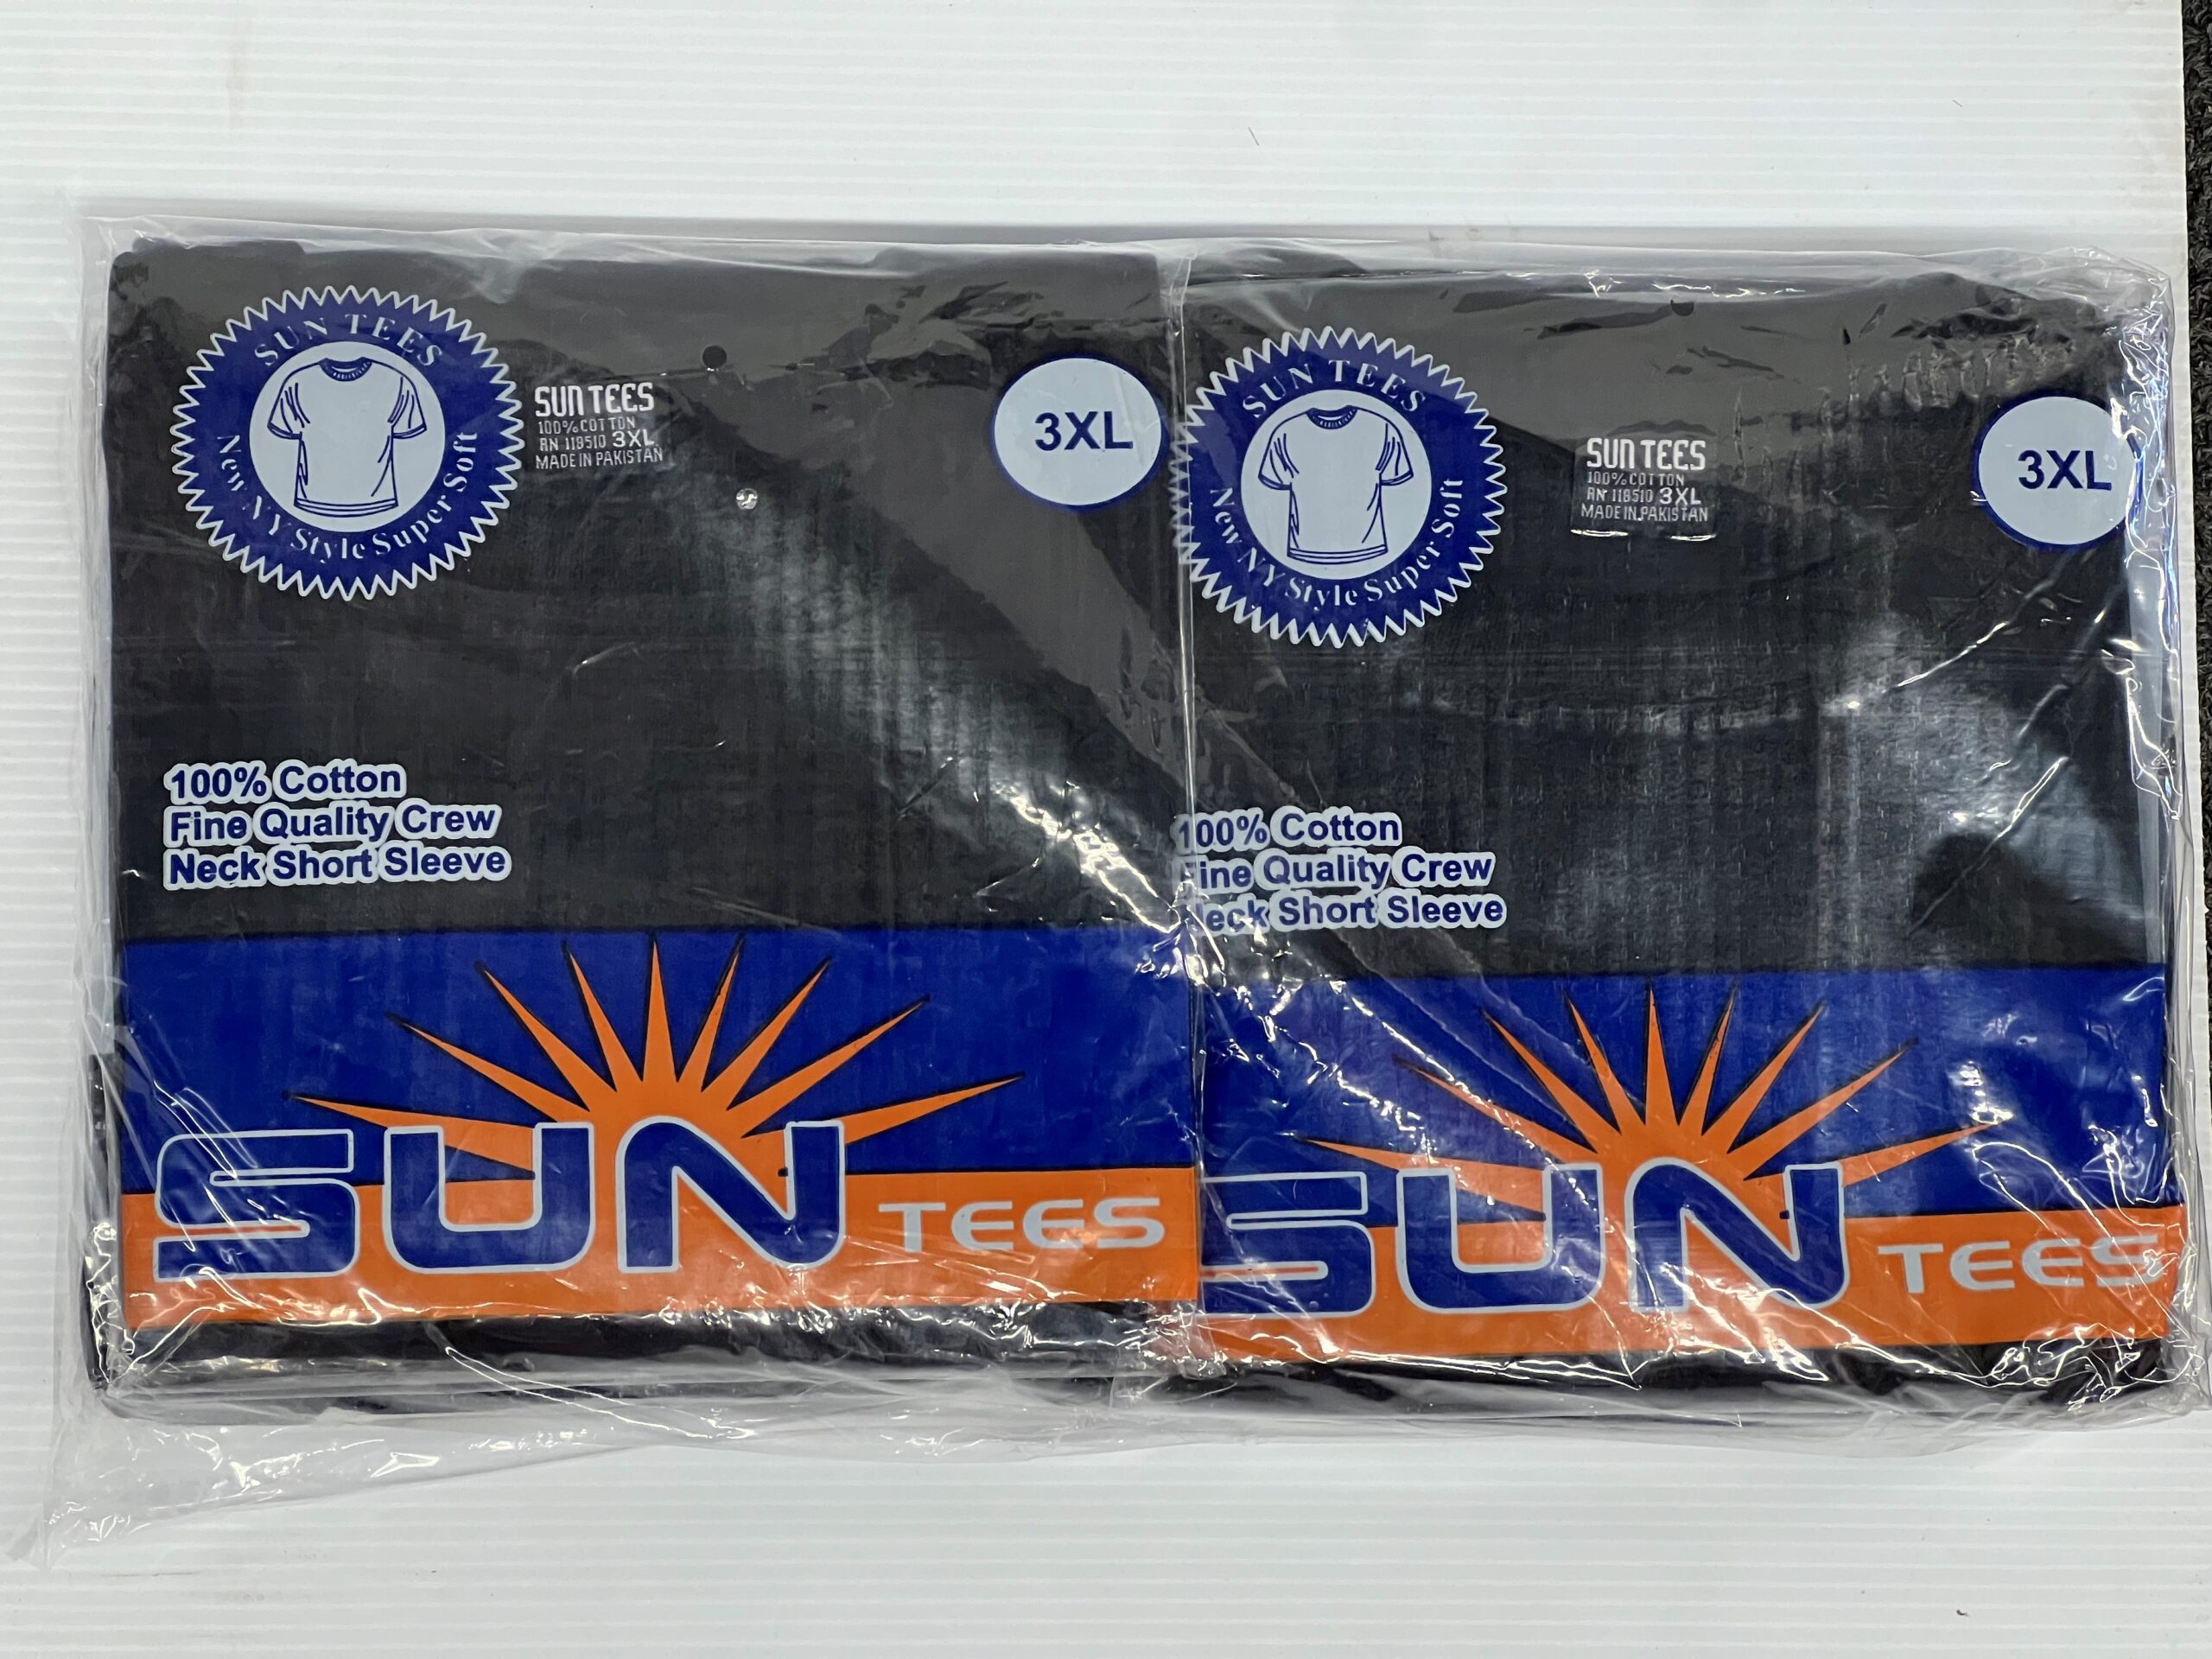 SUN TEES
New NY Style Super Soft
SUN TEES
100% COTTON
RN 118510 3XL
MADE IN PAKISTAN
3XL
100% Cotton
Fine Quality Crew
Neck Short Sleeve
SUN TEES
SUN TEES
New NY Style Super Soft
SUN TEES
100% COTTON
RN 118510 3XL
MADE IN PAKISTAN
3XL
100% Cotton
Fine Quality Crew
Neck Short Sleeve
SUN TEES